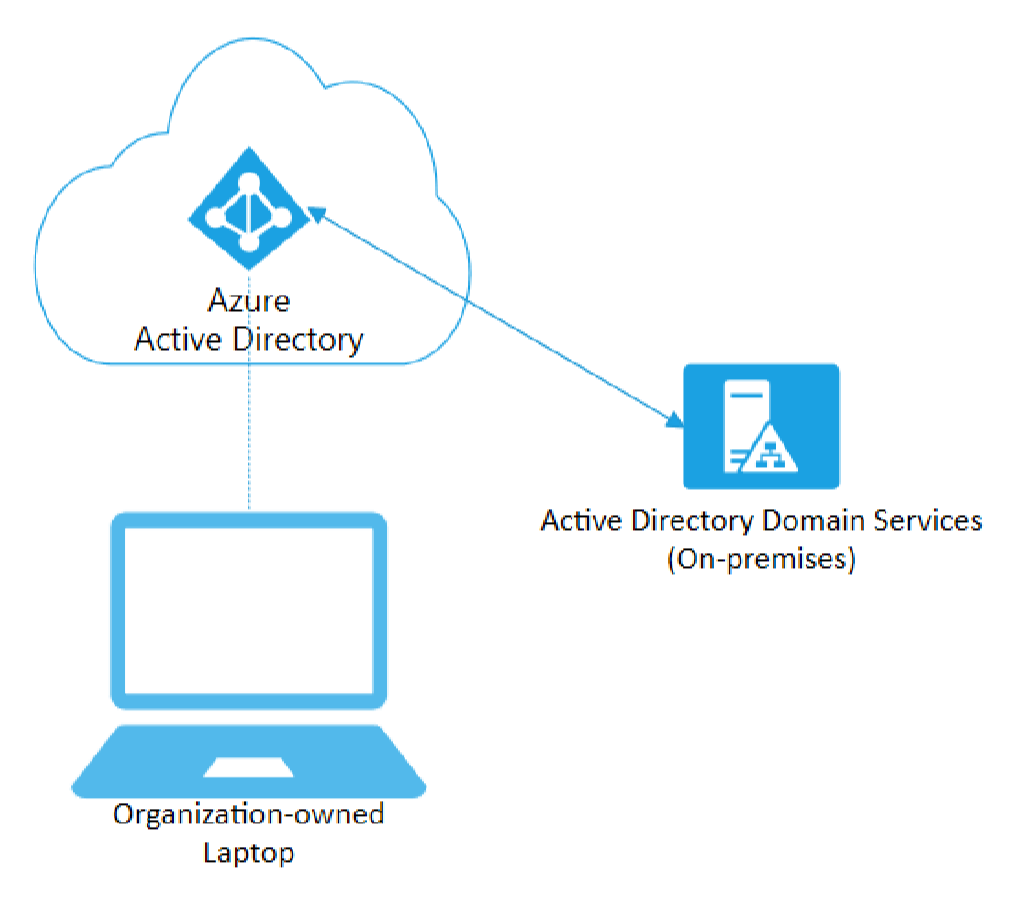 Azure
Active Directory
Active Directory Domain Services
(On-premises)
Organization-owned
Laptop